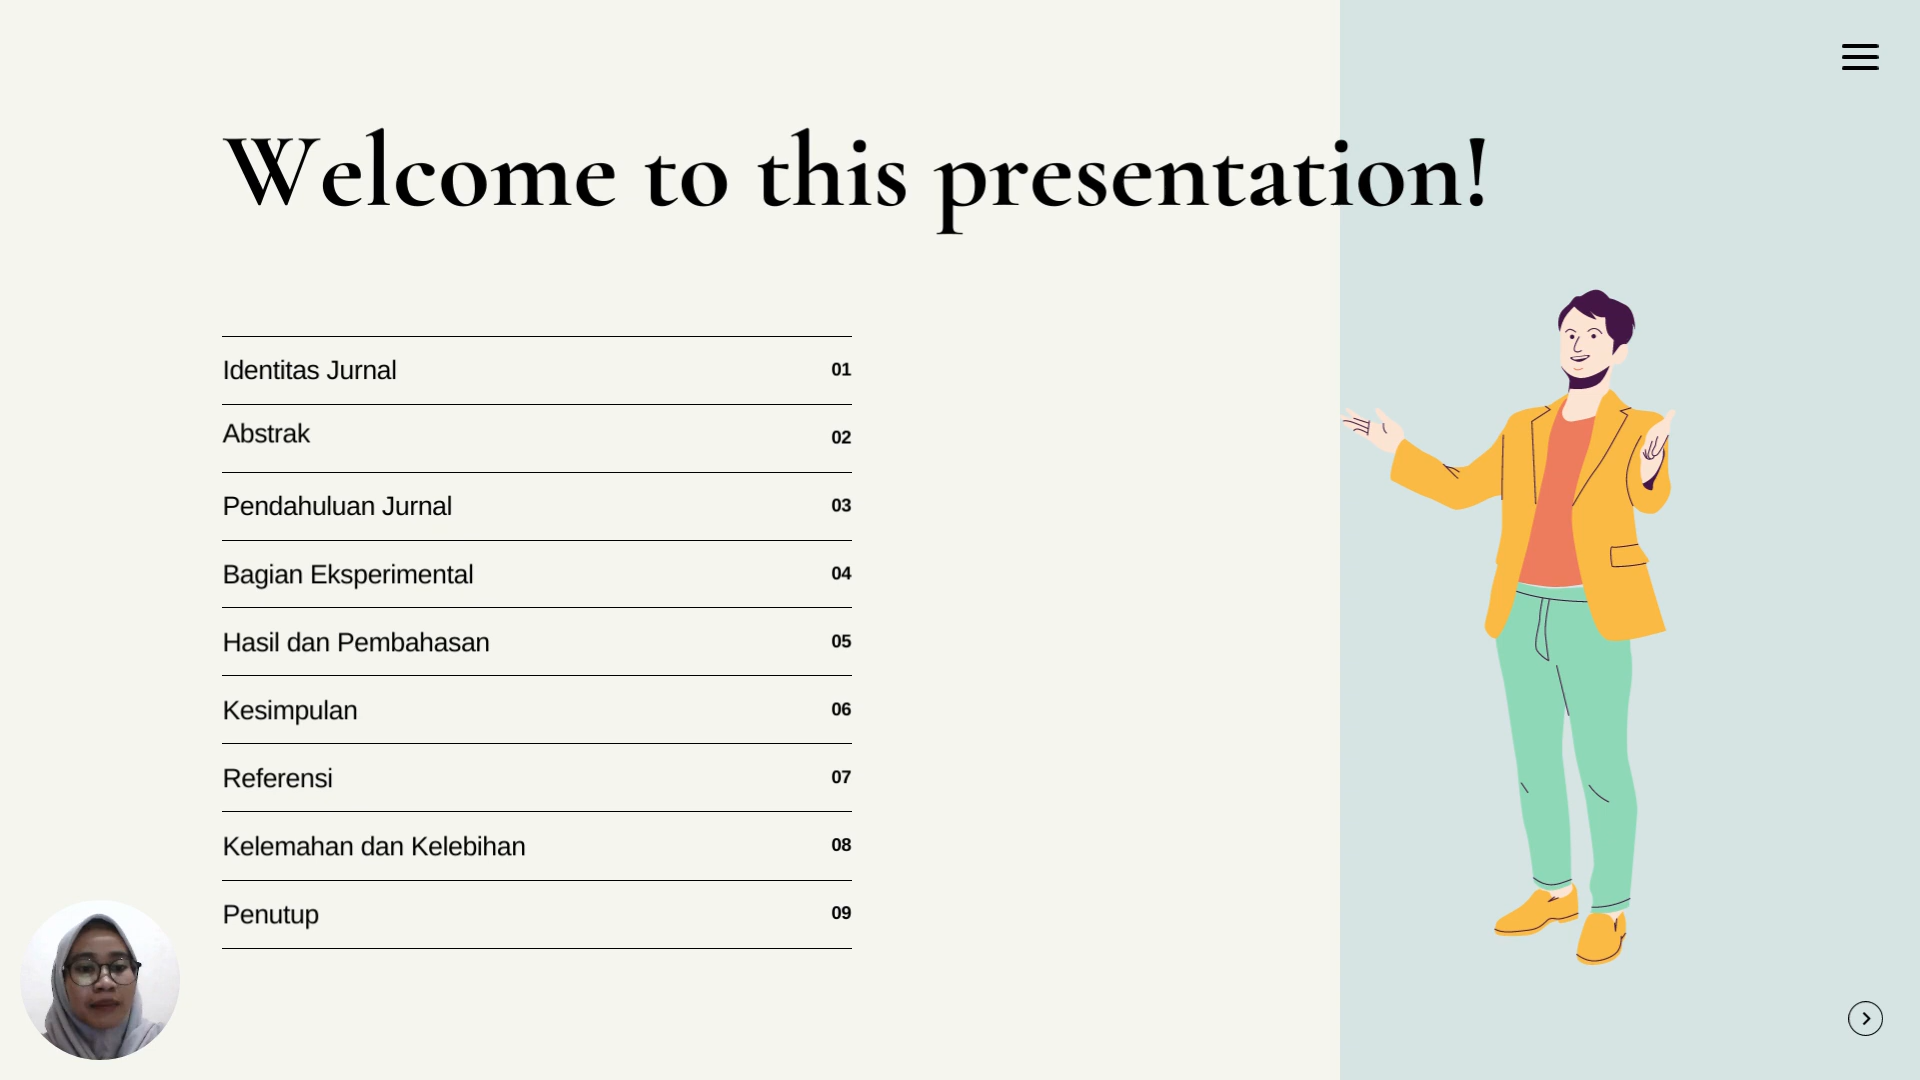 Welcome to this presentation!
Identitas Jurnal 01
Abstrak 02
Pendahuluan Jurnal 03
Bagian Eksperimental 04
Hasil dan Pembahasan 05
Kesimpulan 06
Referensi 07
Kelemahan dan Kelebihan 08
Penutup 09